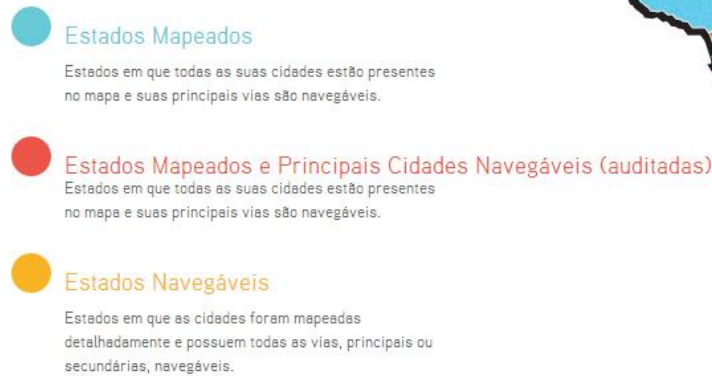 Estados Mapeados
Estados em que todas as suas cidades estão presentes
no mapa e suas principais vias são navegáveis.
Estados Mapeados e Principais Cidades Navegáveis (auditadas)
Estados em que todas as suas cidades estão presentes
no mapa e suas principais vias são navegáveis.
Estados Navegáveis
Estados em que as cidades foram mapeadas
detalhadamente e possuem todas as vias, principais ou
secundárias, navegáveis.